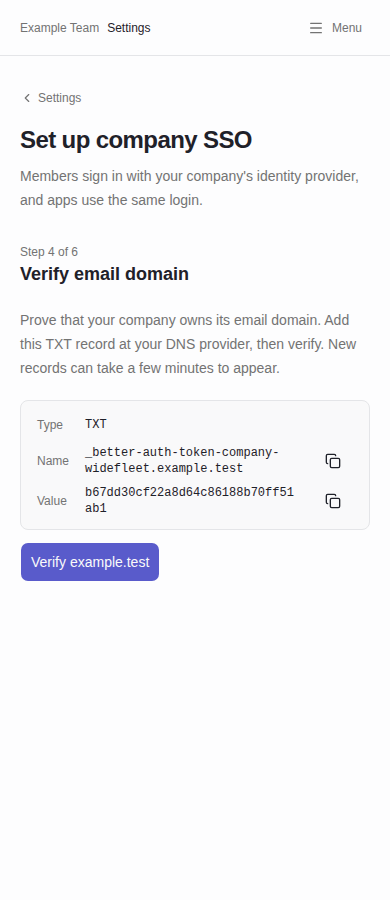 Example Team Settings Menu
Settings
Set up company SSO
Members sign in with your company's identity provider,
and apps use the same login.
Step 4 of 6
Verify email domain
Prove that your company owns its email domain. Add
this TXT record at your DNS provider, then verify. New
records can take a few minutes to appear.
Type TXT
Name _better-auth-token-company-
widefleet.example.test
Value b67dd30cf22a8d64c86188b70ff51
ab1
Verify example.test